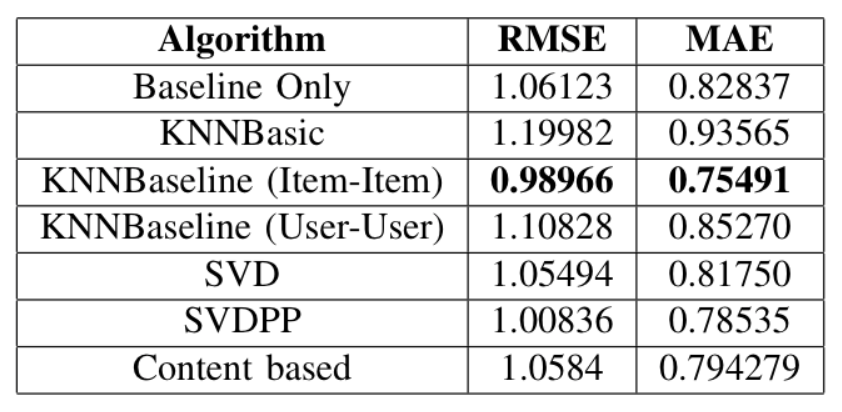 Algorithm RMSE MAE
Baseline Only 1.06123 0.82837
KNNBasic 1.19982 0.93565
KNNBaseline (Item-Item) 0.98966 0.75491
KNNBaseline (User-User) 1.10828 0.85270
SVD 1.05494 0.81750
SVDPP 1.00836 0.78535
Content based 1.0584 0.794279